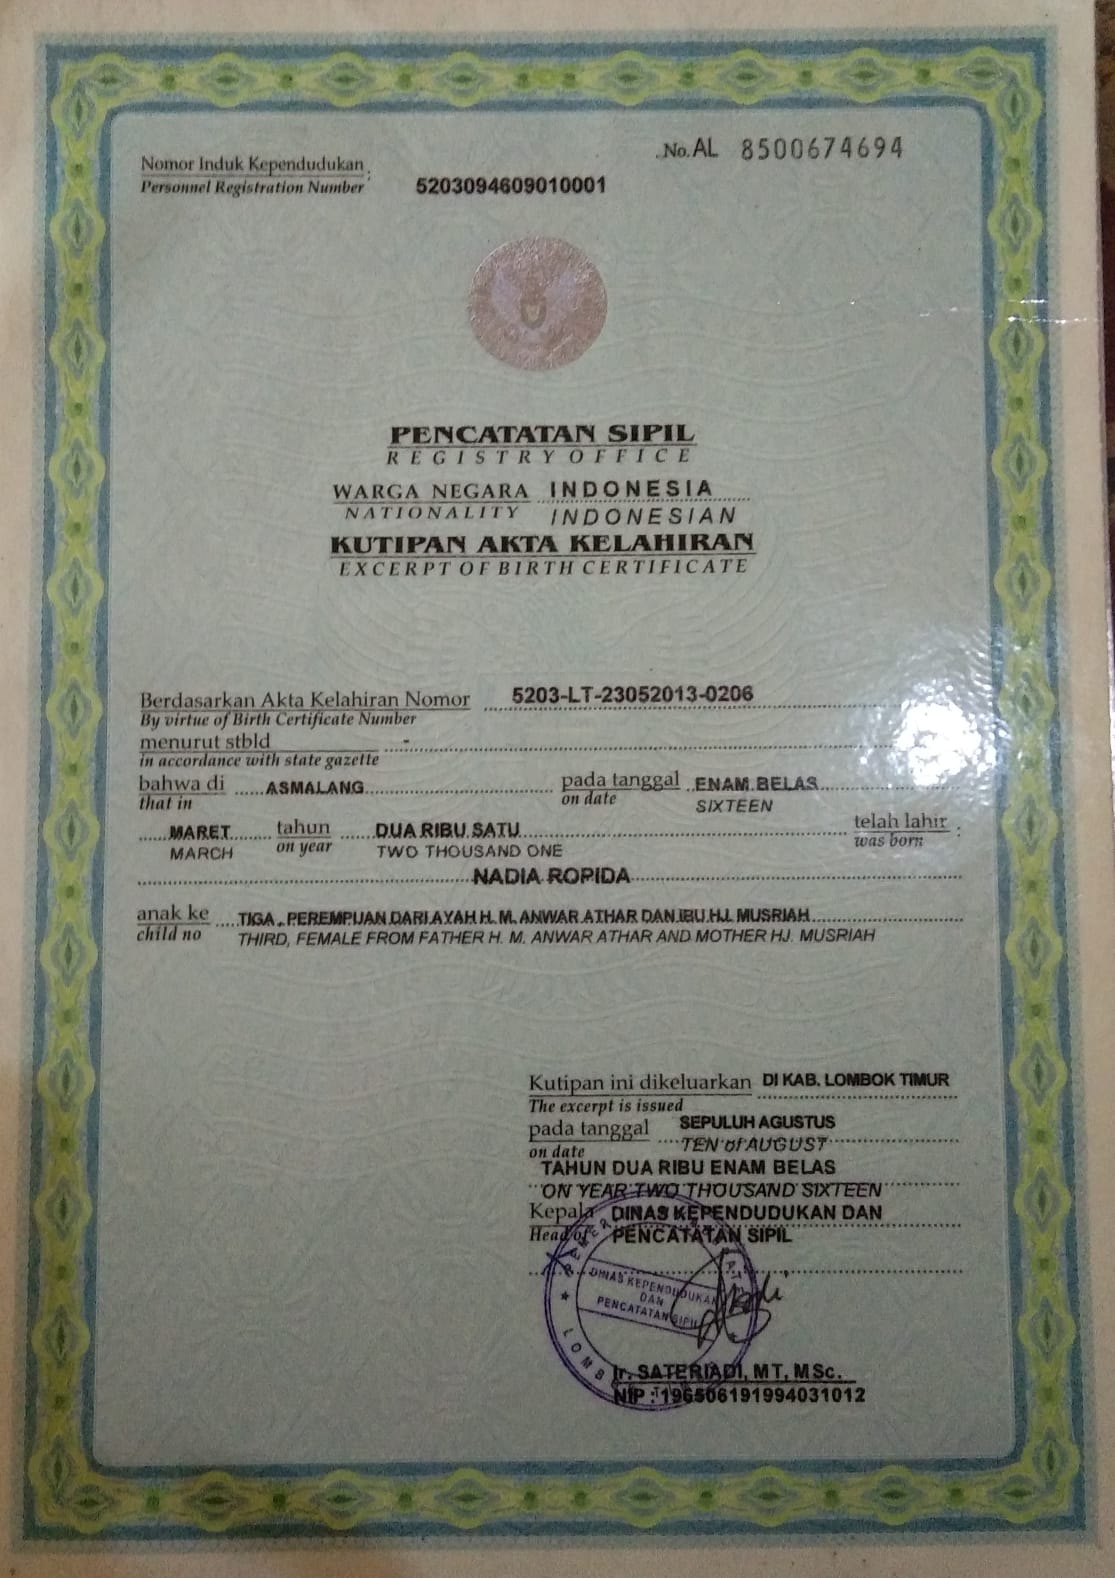 No. AL 8500674694
Nomor Induk Kependudukan :
Personnel Registration Number 5203094609010001
PENCATATAN SIPIL
REGISTRY OFFICE
WARGA NEGARA INDONESIA
NATIONALITY INDONESIAN
KUTIPAN AKTA KELAHIRAN
EXCERPT OF BIRTH CERTIFICATE
Berdasarkan Akta Kelahiran Nomor 5203-LT-23052013-0206
By virtue of Birth Certificate Number
menurut stbld -
in accordance with state gazette
bahwa di ASMALANG pada tanggal ENAM BELAS
that in on date SIXTEEN
MARET tahun DUA RIBU SATU telah lahir :
MARCH on year TWO THOUSAND ONE was born
NADIA ROPIDA
anak ke TIGA, PEREMPUAN DARI AYAH H. M. ANWAR ATHAR DAN IBU HJ. MUSRIAH
child no THIRD, FEMALE FROM FATHER H. M. ANWAR ATHAR AND MOTHER HJ. MUSRIAH
Kutipan ini dikeluarkan DI KAB. LOMBOK TIMUR
The excerpt is issued
pada tanggal SEPULUH AGUSTUS
on date TEN of AUGUST
TAHUN DUA RIBU ENAM BELAS
ON YEAR TWO THOUSAND SIXTEEN
Kepala DINAS KEPENDUDUKAN DAN
Head of PENCATATAN SIPIL
DINAS KEPENDUDUKAN
DAN
PENCATATAN SIPIL
Ir. SATERIADI, MT, MSc.
NIP : 196506191994031012